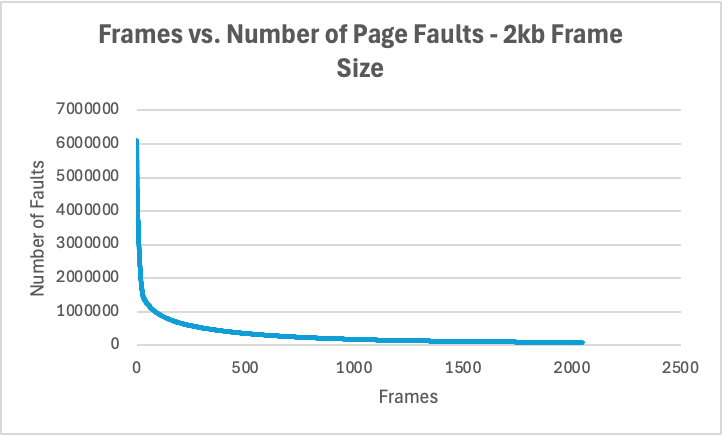 Frames vs. Number of Page Faults - 2kb Frame
Size
7000000
6000000
5000000
4000000
3000000
2000000
1000000
0
Number of Faults
0 500 1000 1500 2000 2500
Frames